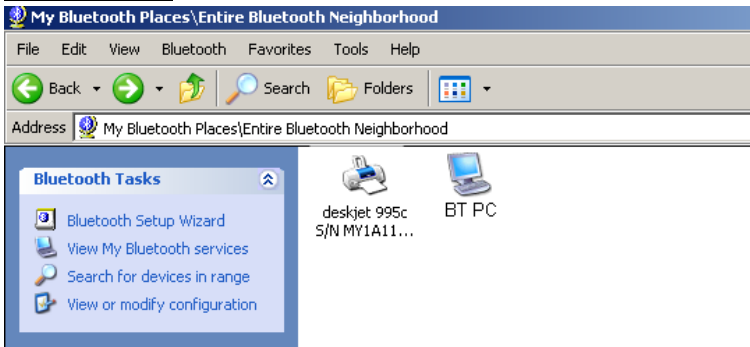 My Bluetooth Places\Entire Bluetooth Neighborhood
File Edit View Bluetooth Favorites Tools Help
Back Search Folders
Address My Bluetooth Places\Entire Bluetooth Neighborhood
Bluetooth Tasks
Bluetooth Setup Wizard
View My Bluetooth services
Search for devices in range
View or modify configuration
deskjet 995c
S/N MY1A11...
BT PC